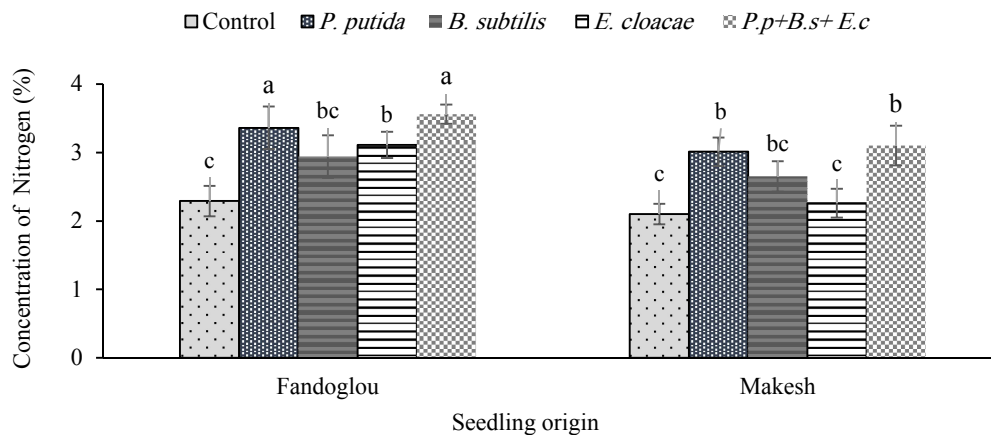 Control P. putida B. subtilis E. cloacae P.p+B.s+ E.c
Concentration of Nitrogen (%)
4
3
2
1
0
c a bc b a
c b bc c b
Fandoglou Makesh
Seedling origin